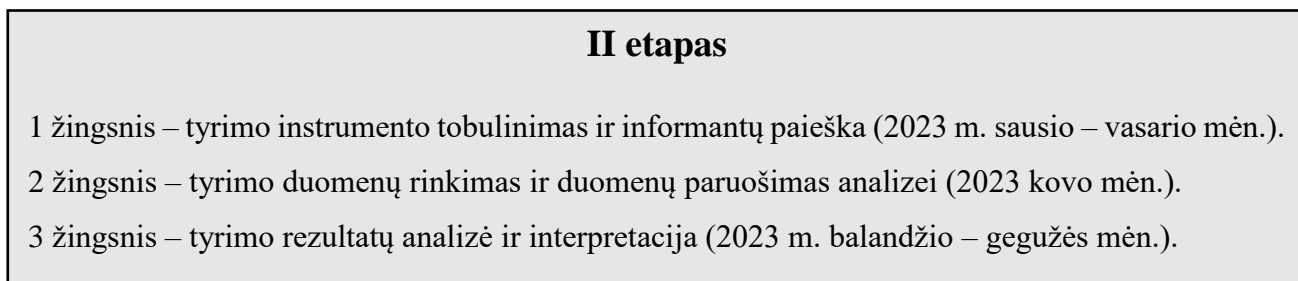 II etapas
1 žingsnis – tyrimo instrumento tobulinimas ir informantų paieška (2023 m. sausio – vasario mėn.).
2 žingsnis – tyrimo duomenų rinkimas ir duomenų paruošimas analizei (2023 kovo mėn.).
3 žingsnis – tyrimo rezultatų analizė ir interpretacija (2023 m. balandžio – gegužės mėn.).